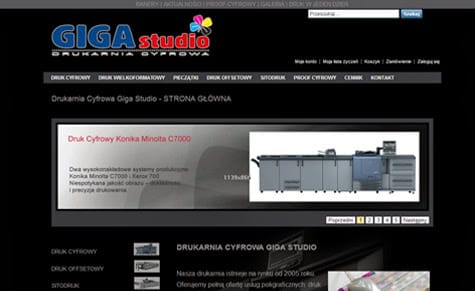 BANERY | AKTUALNOŚCI | PROOF CYFROWY | GALERIA | DRUK W JEDEN DZIEŃ
GIGA studio
DRUKARNIA CYFROWA
Przeszukaj... Szukaj
Moje konto | Moja lista życzeń | Koszyk | Zamówienie | Zaloguj się
DRUK CYFROWY DRUK WIELKOFORMATOWY PIECZĄTKI DRUK OFFSETOWY SITODRUK PROOF CYFROWY CENNIK KONTAKT
Drukarnia Cyfrowa Giga Studio - STRONA GŁÓWNA
Druk Cyfrowy Konika Minolta C7000
Dwa wysokonakładowe systemy produkcyjne
Konika Minolta C7000 i Xerox 700
Niespotykana jakość obrazu – dokładność
i precyzja drukowania.
Poprzedni 1 2 3 4 5 Następny
DRUK CYFROWY
DRUK OFFSETOWY
SITODRUK
DRUKARNIA CYFROWA GIGA STUDIO
Nasza drukarnia istnieje na rynku od 2005 roku.
Oferujemy pełną ofertę usług poligraficznych: druk